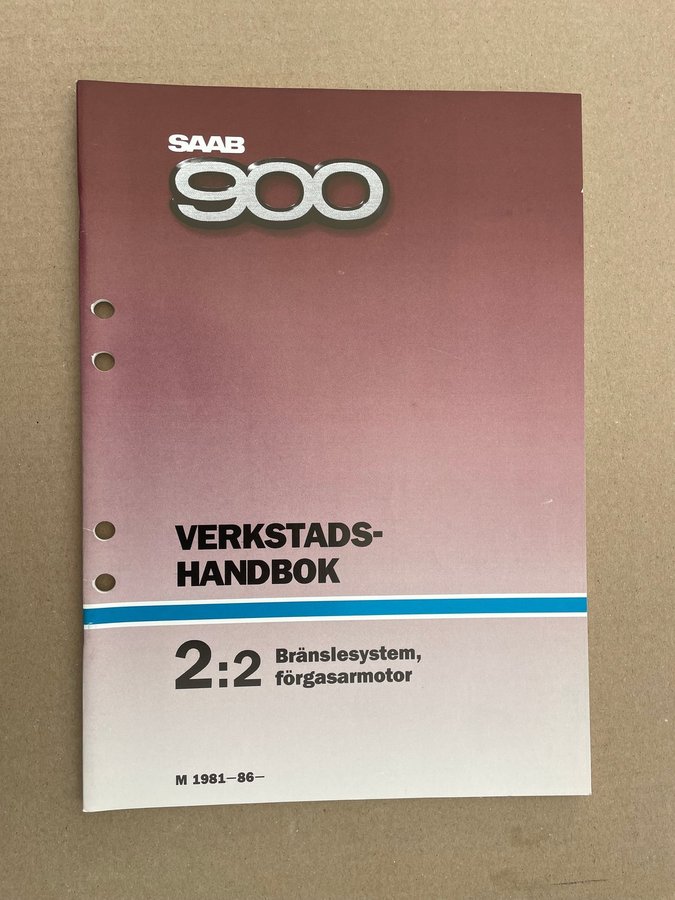 SAAB
900
VERKSTADS-
HANDBOK
2:2 Bränslesystem,
förgasarmotor
M 1981–86–